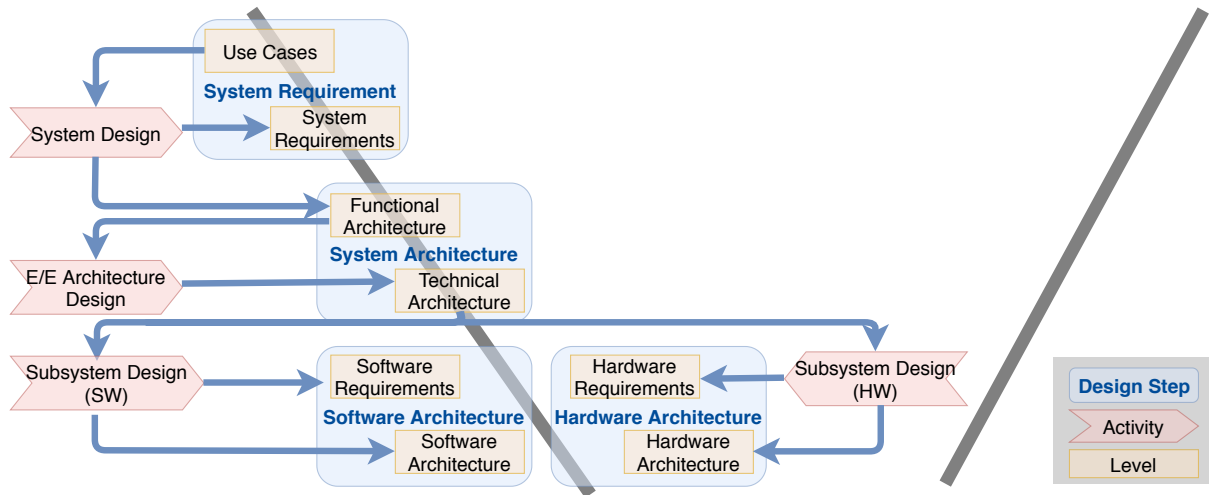 Use Cases
System Requirement
System Design
System
Requirements
Functional
Architecture
System Architecture
E/E Architecture
Design
Technical
Architecture
Subsystem Design
(SW)
Software
Requirements
Software Architecture
Software
Architecture
Hardware
Requirements
Hardware Architecture
Hardware
Architecture
Subsystem Design
(HW)
Design Step
Activity
Level